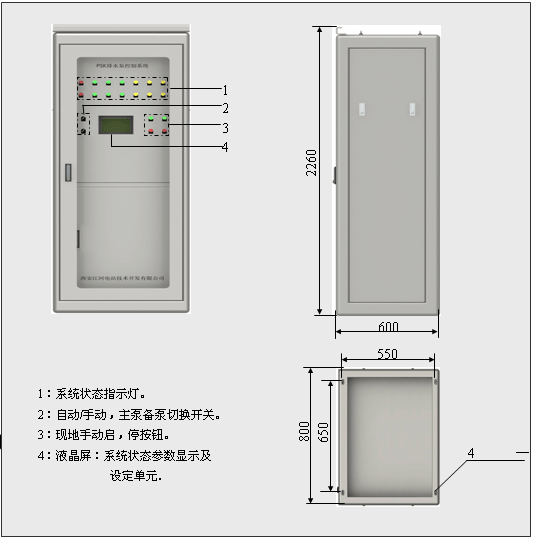 PSK排水泵控制系统
1
2
3
4
西安江河电站技术开发有限公司
2260
600
550
800
650
4
1：系统状态指示灯。
2：自动/手动，主泵备泵切换开关。
3：现地手动启，停按钮。
4：液晶屏：系统状态参数显示及
设定单元.